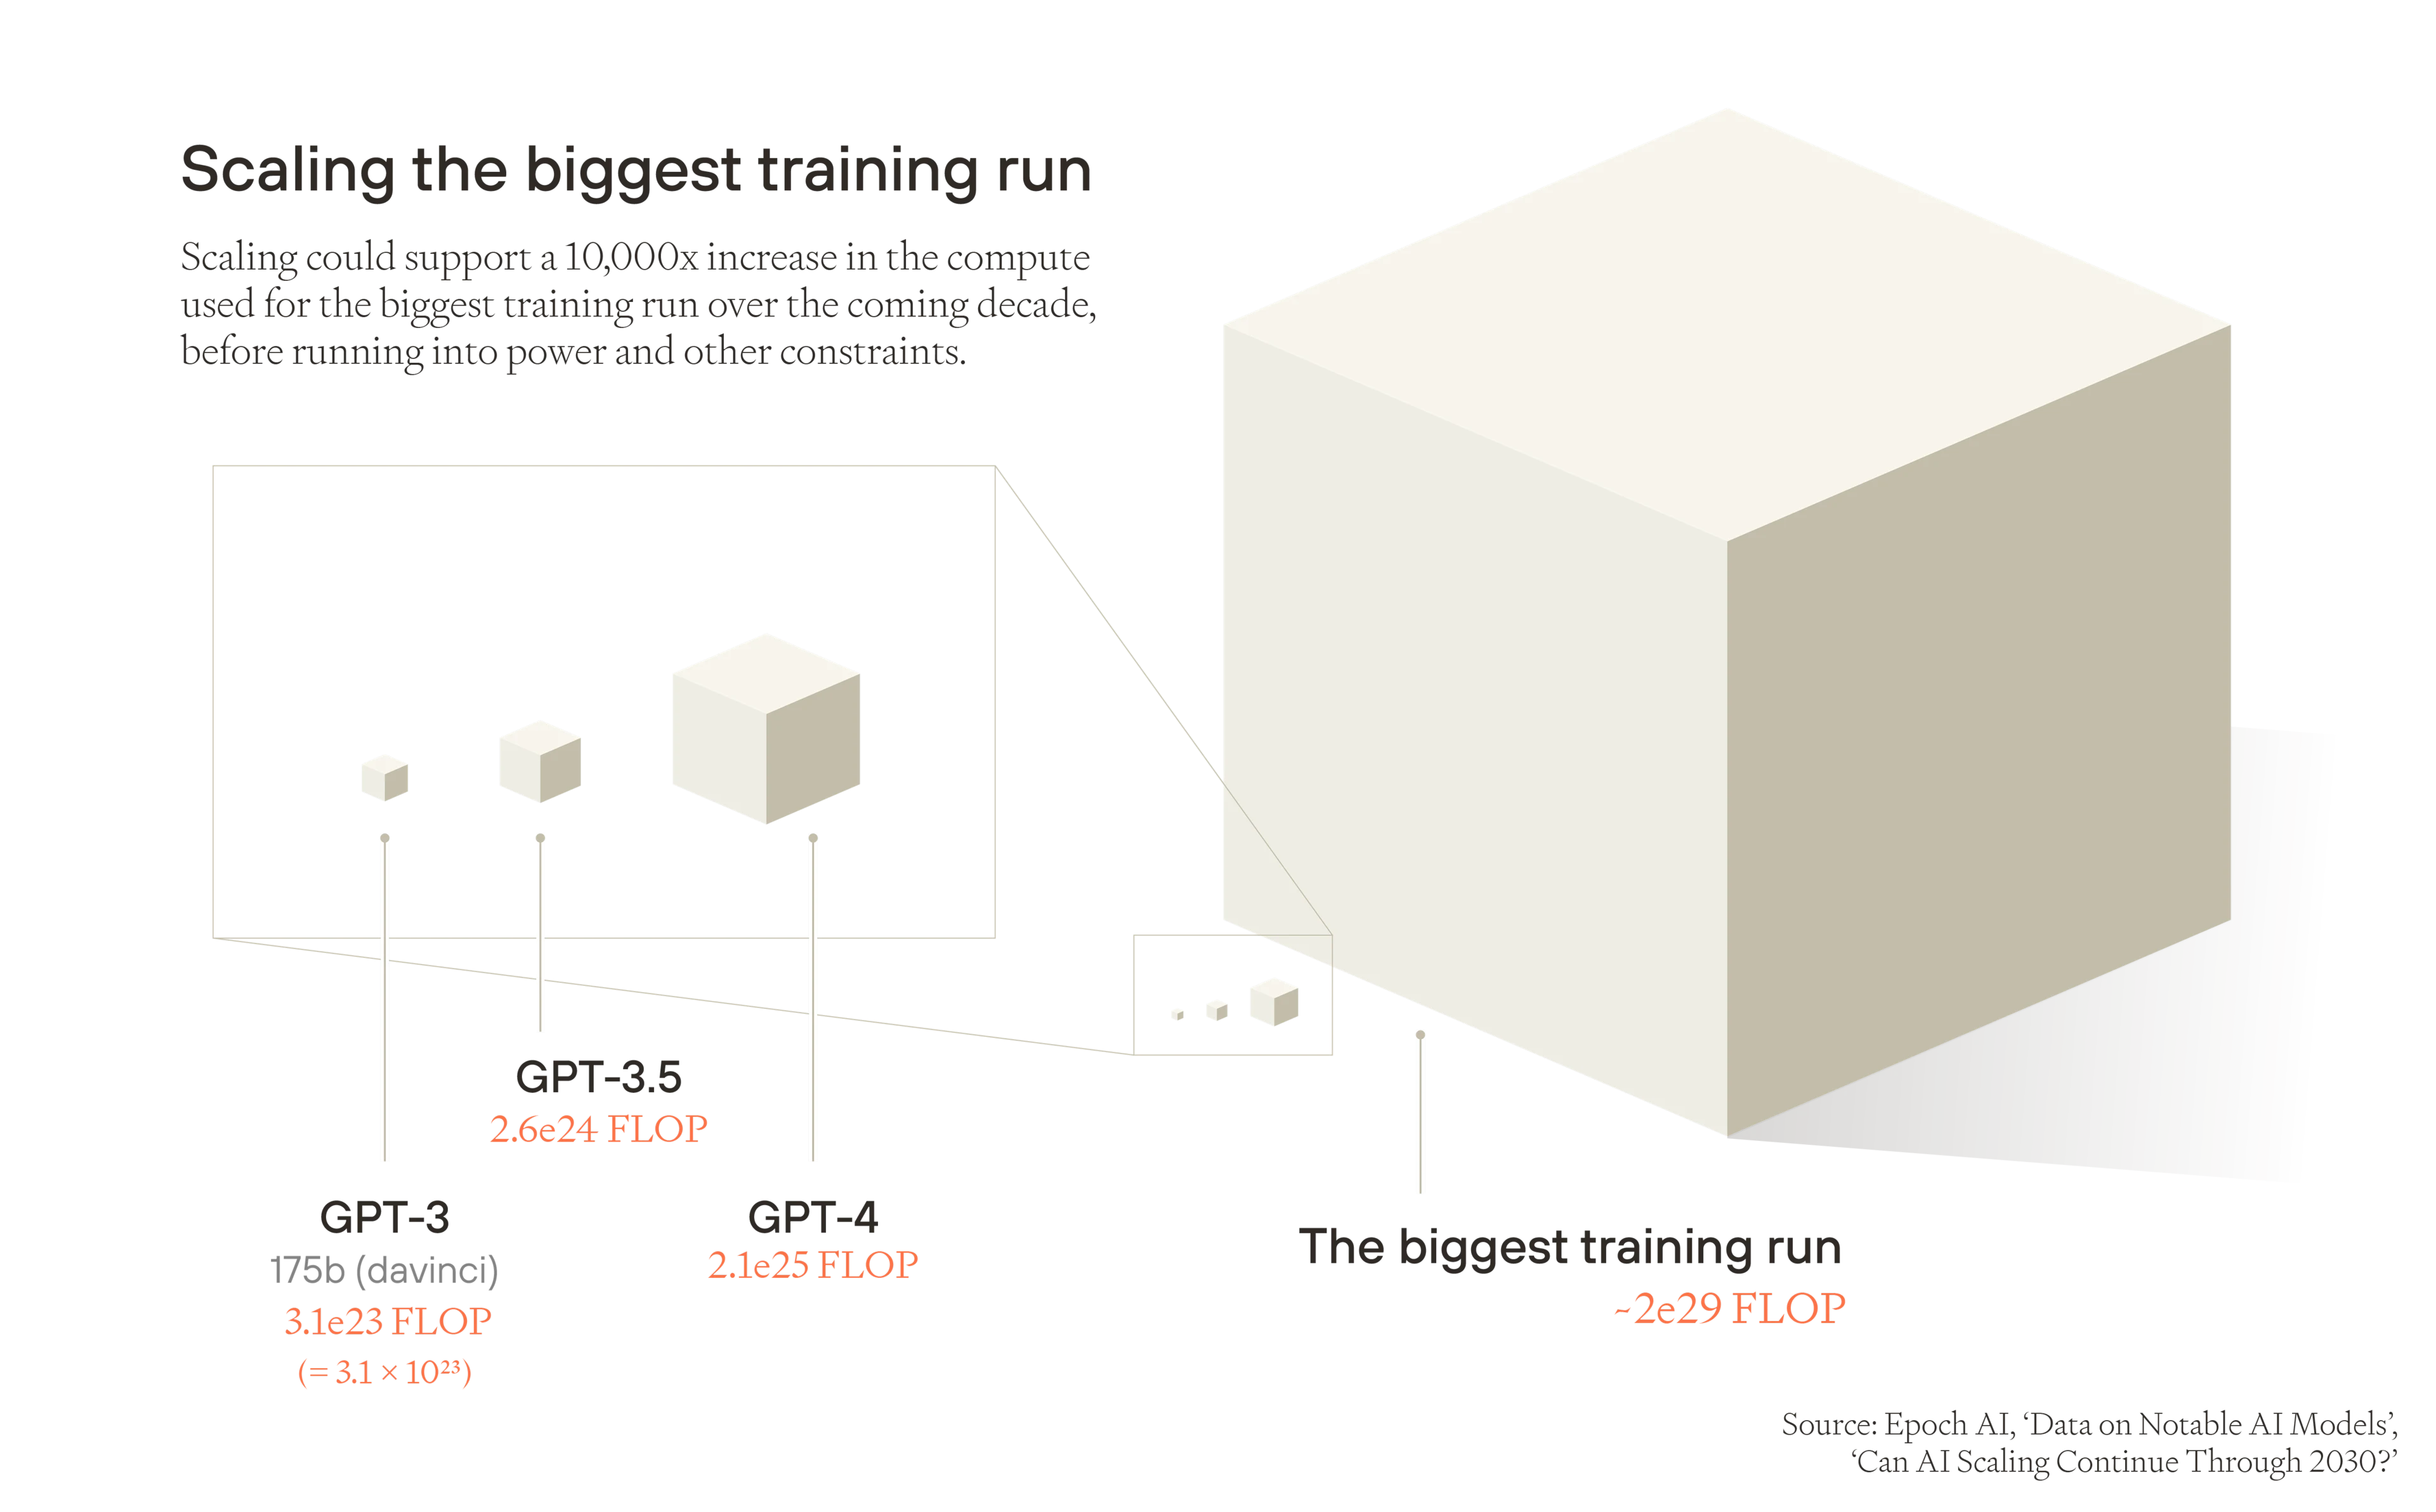 Scaling the biggest training run
Scaling could support a 10,000x increase in the compute
used for the biggest training run over the coming decade,
before running into power and other constraints.
GPT-3.5
2.6e24 FLOP
GPT-3
175b (davinci)
3.1e23 FLOP
(= 3.1 × 10²³)
GPT-4
2.1e25 FLOP
The biggest training run
~2e29 FLOP
Source: Epoch AI, ‘Data on Notable AI Models’,
‘Can AI Scaling Continue Through 2030?’